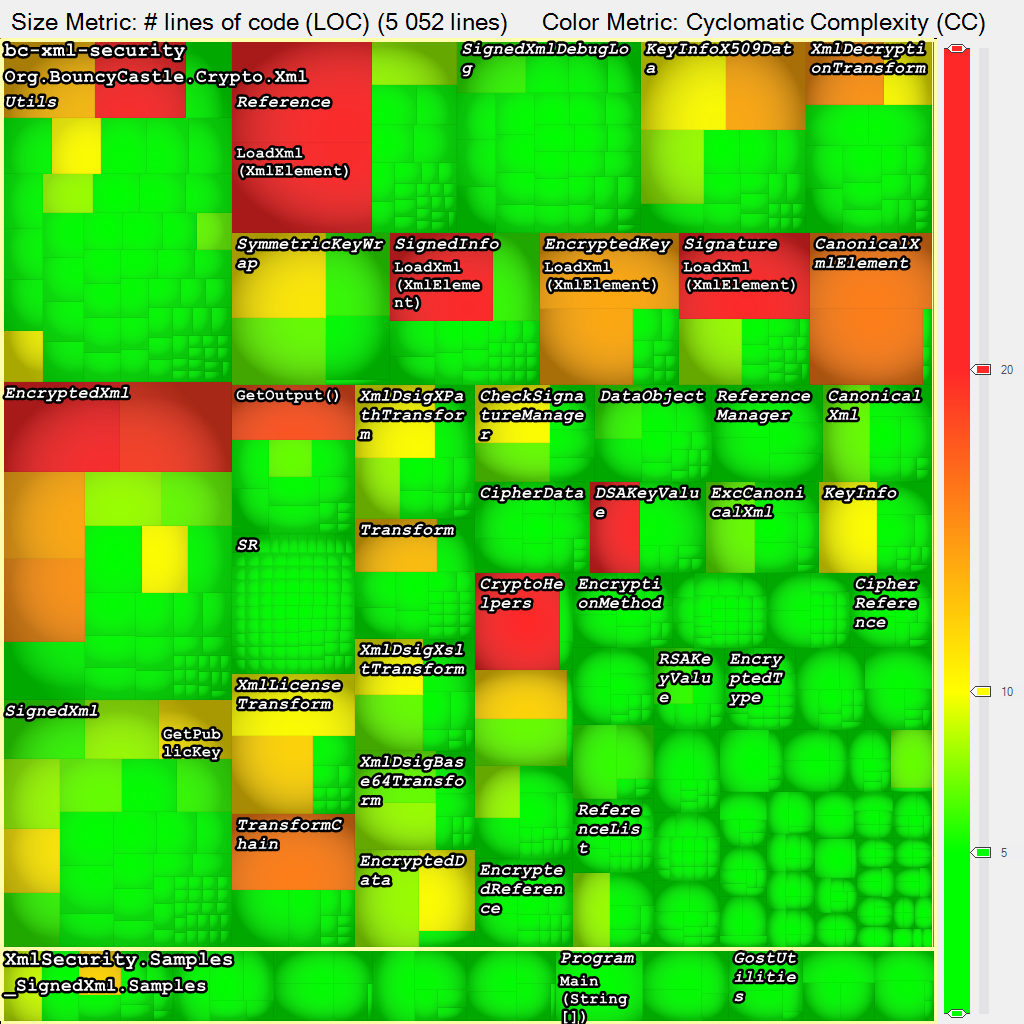 Size Metric: # lines of code (LOC) (5 052 lines)
Color Metric: Cyclomatic Complexity (CC)
bc-xml-security
Org.BouncyCastle.Crypto.Xml
Utils
Reference
LoadXml
(XmlElement)
SignedXmlDebugLo
g
KeyInfoX509Dat
a
XmlDecrypti
onTransform
SymmetricKeyWr
ap
SignedInfo
LoadXml
(XmlEleme
nt)
EncryptedKey
LoadXml
(XmlElement)
Signature
LoadXml
(XmlElement)
CanonicalX
mlElement
20
EncryptedXml
GetOutput()
XmlDsigXPa
thTransfor
m
CheckSigna
tureManage
r
DataObject
Reference
Manager
Canonical
Xml
CipherData
DSAKeyValu
e
ExcCanoni
calXml
KeyInfo
SR
Transform
CryptoHe
lpers
Encrypti
onMethod
Cipher
Refere
nce
XmlDsigXsl
tTransform
RSAKe
yValu
e
Encry
ptedT
ype
XmlLicense
Transform
10
SignedXml
GetPub
licKey
XmlDsigBas
e64Transfo
rm
Refere
nceLis
t
TransformC
hain
EncryptedD
ata
Encrypte
dReferen
ce
5
XmlSecurity.Samples
_SignedXml.Samples
Program
Main
(String
[])
GostUt
ilitie
s